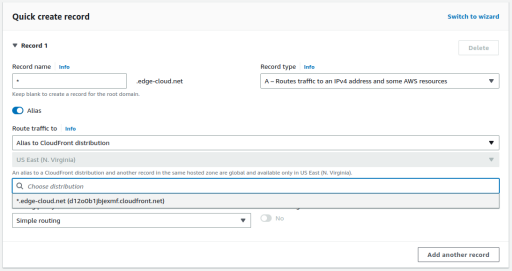 Quick create record
Switch to wizard
Record 1
Delete
Record name Info
Record type Info
*
.edge-cloud.net
A – Routes traffic to an IPv4 address and some AWS resources
Keep blank to create a record for the root domain.
Alias
Route traffic to Info
Alias to CloudFront distribution
US East (N. Virginia)
An alias to a CloudFront distribution and another record in the same hosted zone are global and available only in US East (N. Virginia).
Choose distribution
*.edge-cloud.net (d12o0b1jbjexmf.cloudfront.net)
Simple routing
No
Add another record